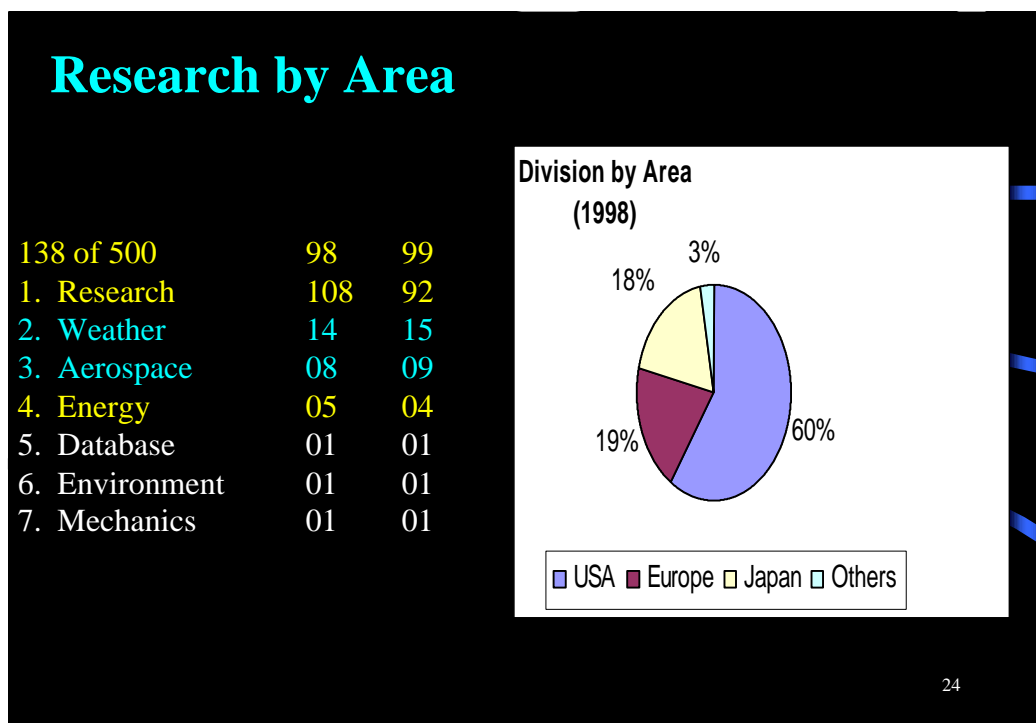 Research by Area
138 of 500 98 99
1. Research 108 92
2. Weather 14 15
3. Aerospace 08 09
4. Energy 05 04
5. Database 01 01
6. Environment 01 01
7. Mechanics 01 01
Division by Area
(1998)
3%
18%
19%
60%
USA Europe Japan Others
24